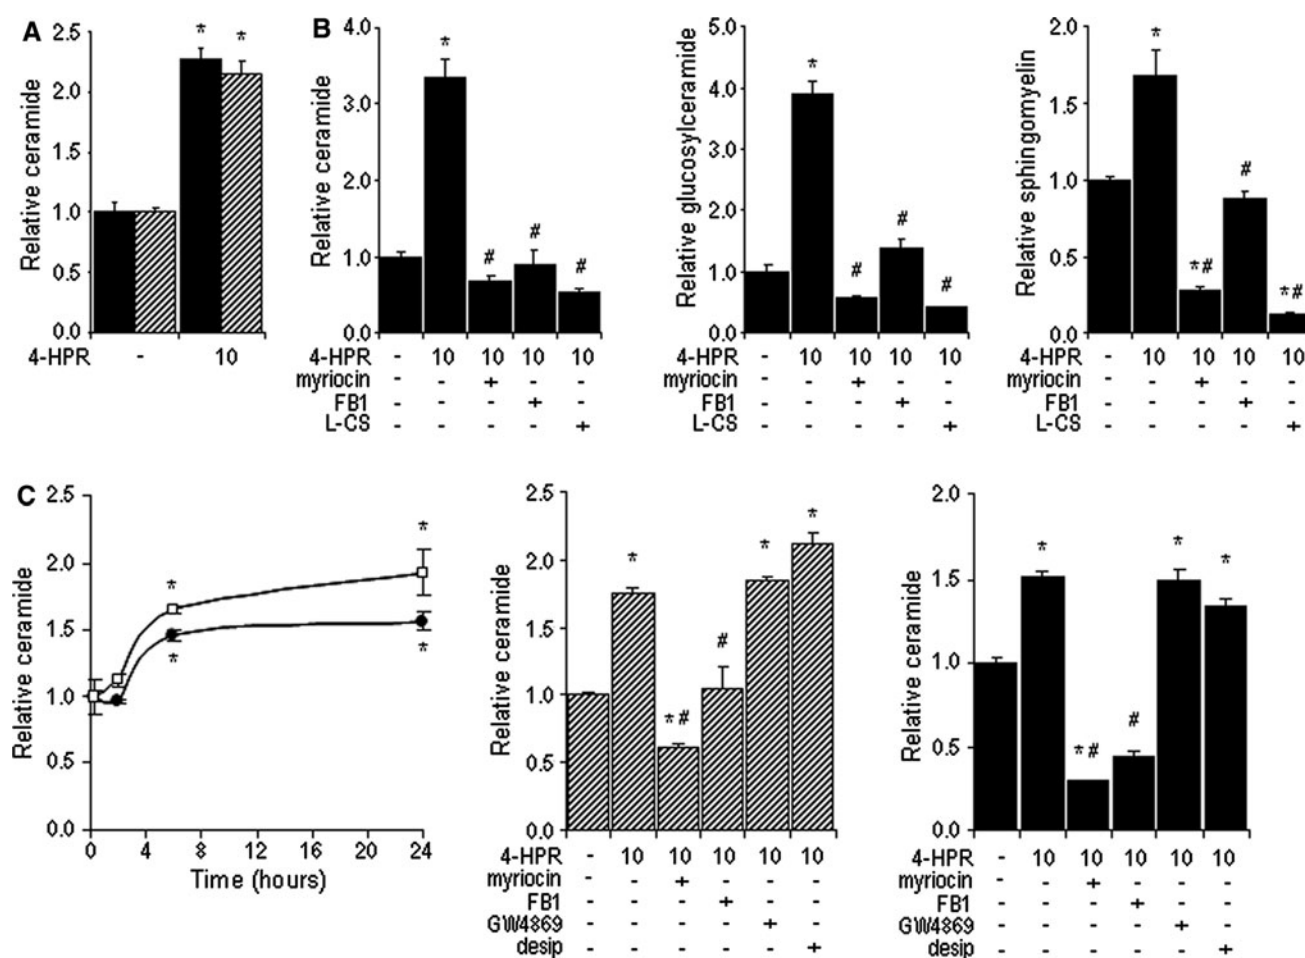 A
Relative ceramide
2.5
2.0
1.5
1.0
0.5
0.0
* *
4-HPR - 10
B
Relative ceramide
4.0
3.0
2.0
1.0
0.0
* # # #
4-HPR - 10 10 10 10
myriocin - - + - -
FB1 - - - + -
L-CS - - - - +
Relative glucosylceramide
5.0
4.0
3.0
2.0
1.0
0.0
* # # #
4-HPR - 10 10 10 10
myriocin - - + - -
FB1 - - - + -
L-CS - - - - +
Relative sphingomyelin
2.0
1.5
1.0
0.5
0.0
* *# # *#
4-HPR - 10 10 10 10
myriocin - - + - -
FB1 - - - + -
L-CS - - - - +
C
Relative ceramide
2.5
2.0
1.5
1.0
0.5
0.0
* *
* *
0 4 8 12 16 20 24
Time (hours)
Relative ceramide
2.5
2.0
1.5
1.0
0.5
0.0
* *# # * *
4-HPR - 10 10 10 10 10
myriocin - - + - - -
FB1 - - - + - -
GW4869 - - - - + -
desip - - - - - +
Relative ceramide
2.0
1.5
1.0
0.5
0.0
* *# # * *
4-HPR - 10 10 10 10 10
myriocin - - + - - -
FB1 - - - + - -
GW4869 - - - - + -
desip - - - - - +